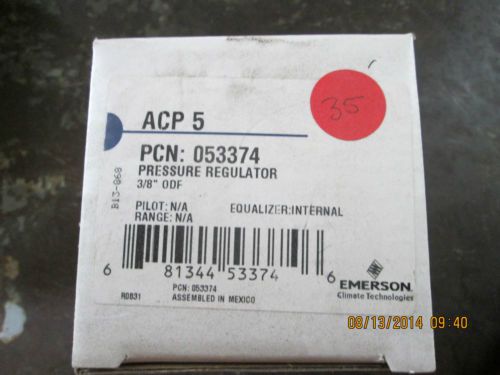 35
ACP 5
PCN: 053374
PRESSURE REGULATOR
3/8" ODF
B13-068
PILOT: N/A
RANGE: N/A
EQUALIZER:INTERNAL
6 81344 53374 6
PCN: 053374
R0831
ASSEMBLED IN MEXICO
EMERSON
Climate Technologies
08/13/2014 09:40